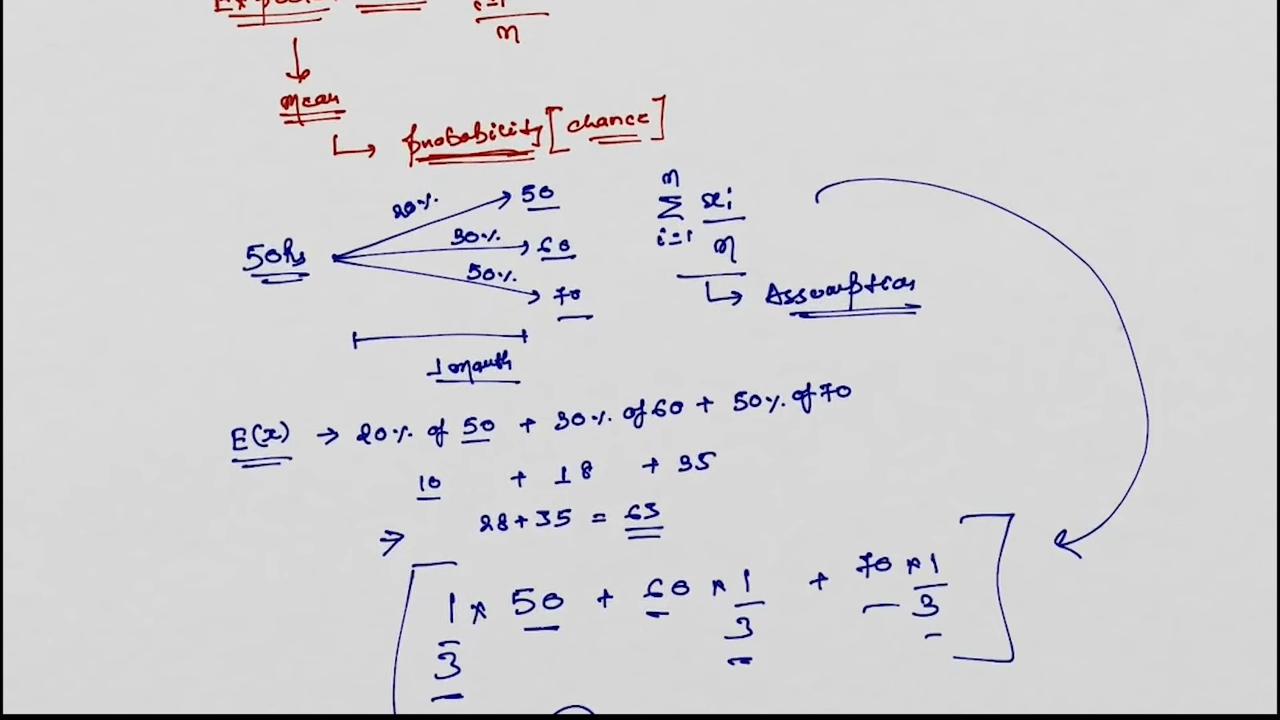 i=1
n
mean
probability [chance]
20% 50
50Rs 30% 60
50% 70
n
Σ xi
i=1 n
Assumption
1 month
E(x) → 20% of 50 + 30% of 60 + 50% of 70
10 + 18 + 35
⇒ 28+35 = 63
[ 1/3 × 50 + 60 × 1/3 + 70 × 1/3 ]